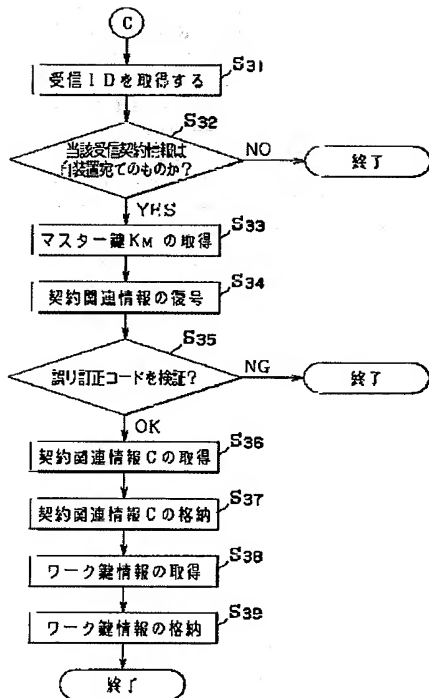 C
受信IDを取得する
S31
S32
当該受信契約情報は
自装置宛てのものか?
NO
終了
YES
マスター鍵KMの取得
S33
契約関連情報の復号
S34
S35
誤り訂正コードを検証?
NG
終了
OK
契約関連情報Cの取得
S36
契約関連情報Cの格納
S37
ワーク鍵情報の取得
S38
ワーク鍵情報の格納
S39
終了